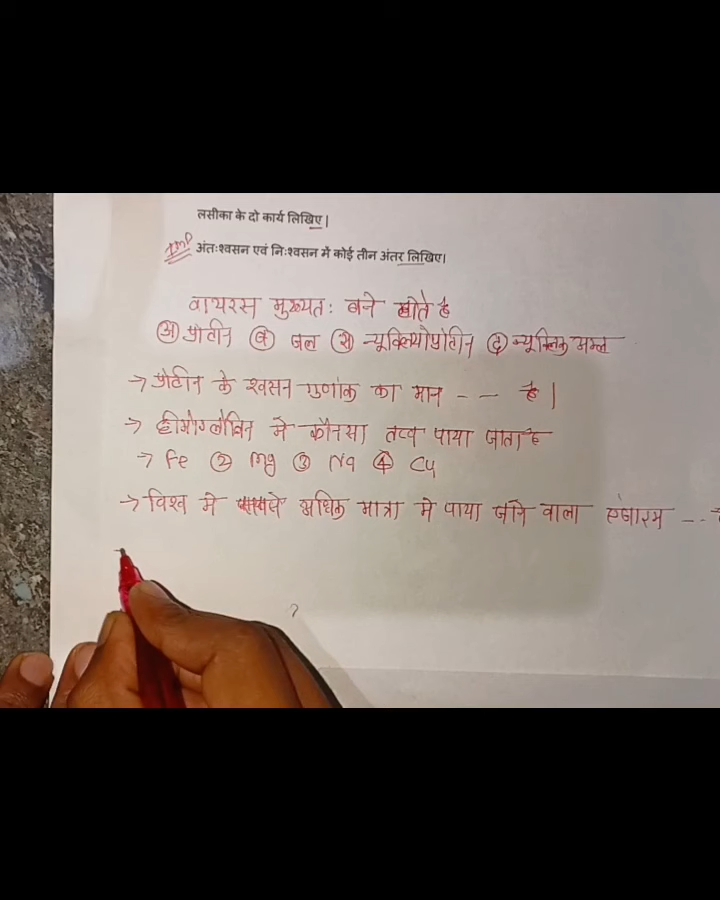 लसीका के दो कार्य लिखिए।
Imp अंतःश्वसन एवं निःश्वसन में कोई तीन अंतर लिखिए।
वायरस मुख्यतः बने होते है
(अ) प्रोटीन (ब) जल (स) न्यूक्लियोप्रोटीन (द) न्यूक्लिक अम्ल
→ प्रोटीन के श्वसन गुणांक का मान -- है।
→ हीमोग्लोबिन मे कौनसा तत्व पाया जाता है
→ Fe ② Mg ③ Na ④ Cu
→ विश्व मे सबसे अधिक मात्रा मे पाया जाने वाला एंजाइम --